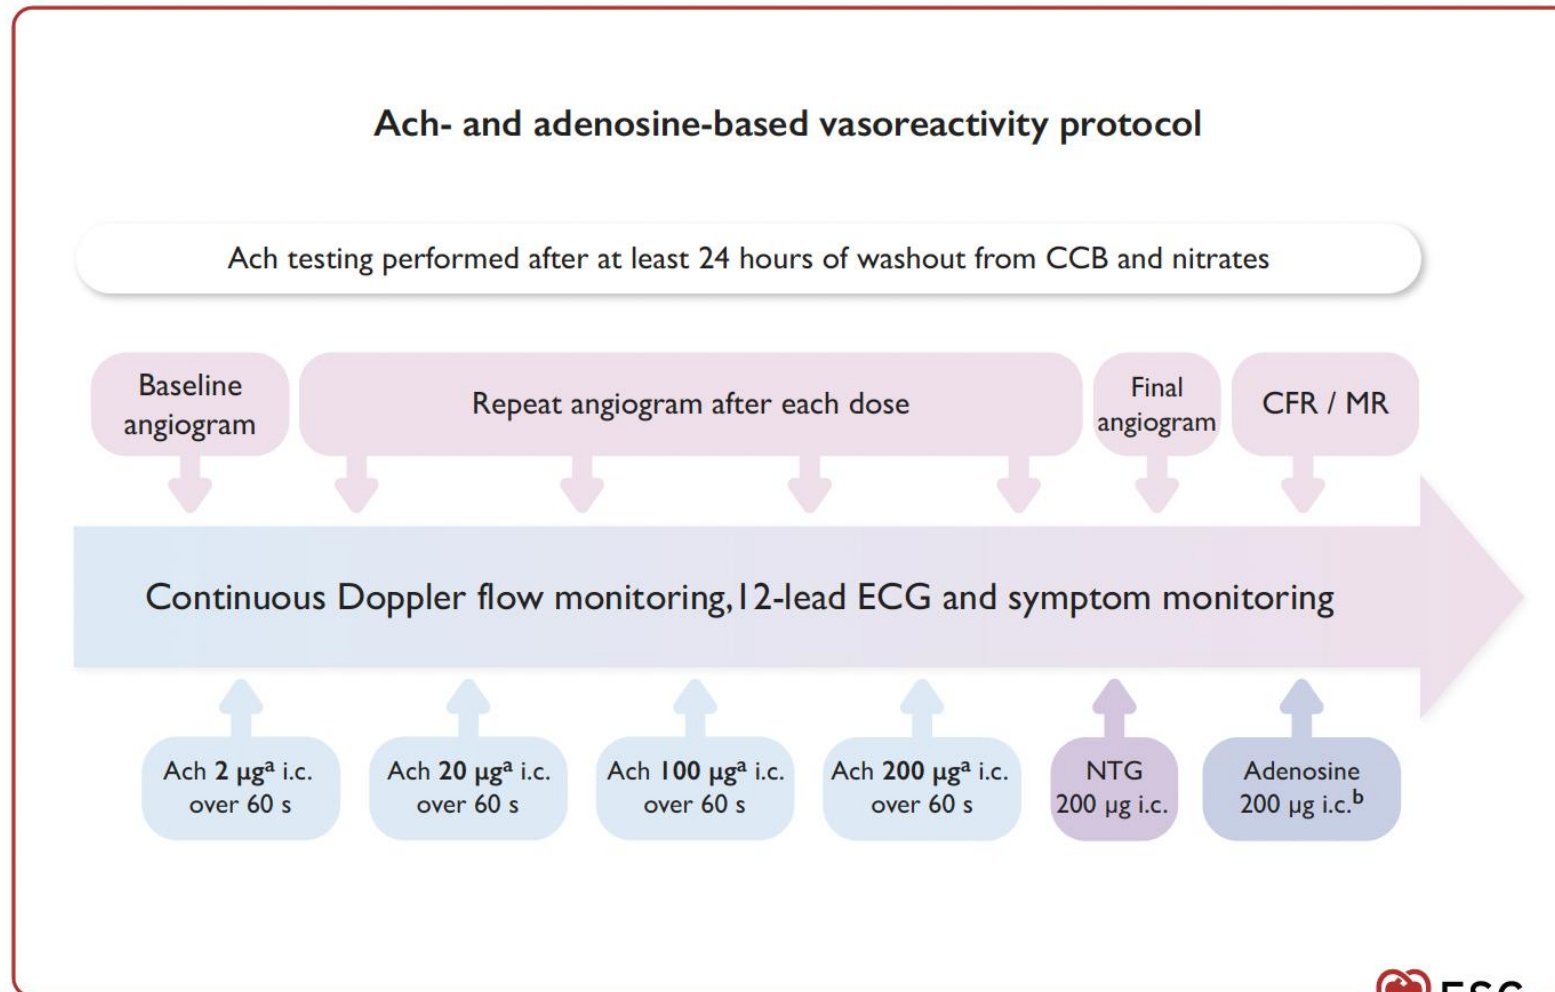 Ach- and adenosine-based vasoreactivity protocol
Ach testing performed after at least 24 hours of washout from CCB and nitrates
Baseline
angiogram
Repeat angiogram after each dose
Final
angiogram
CFR / MR
Continuous Doppler flow monitoring,12-lead ECG and symptom monitoring
Ach 2 µgᵃ i.c.
over 60 s
Ach 20 µgᵃ i.c.
over 60 s
Ach 100 µgᵃ i.c.
over 60 s
Ach 200 µgᵃ i.c.
over 60 s
NTG
200 µg i.c.
Adenosine
200 µg i.c.ᵇ
ESC